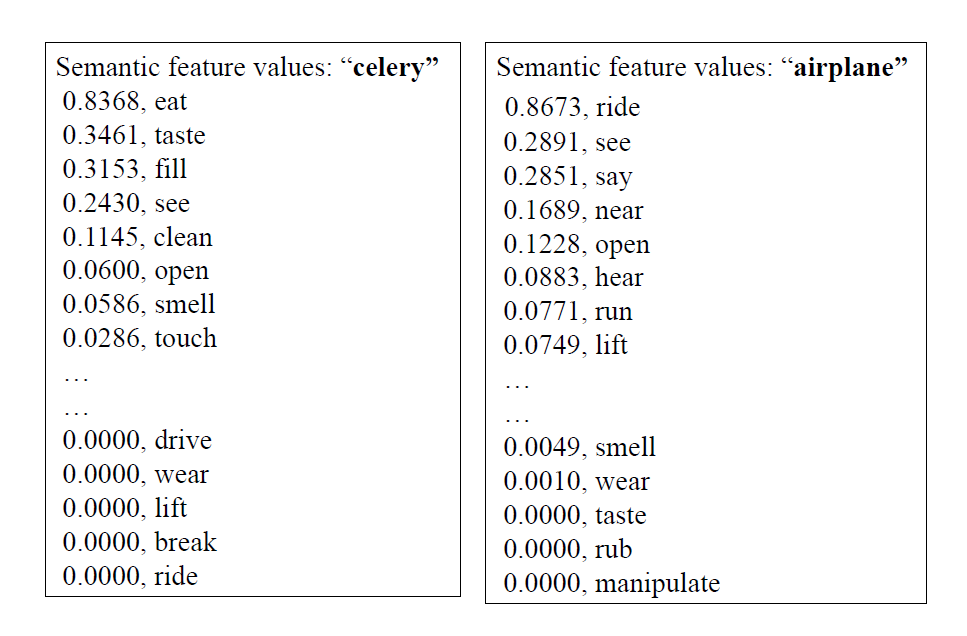 Semantic feature values: “celery”
0.8368, eat
0.3461, taste
0.3153, fill
0.2430, see
0.1145, clean
0.0600, open
0.0586, smell
0.0286, touch
…
…
0.0000, drive
0.0000, wear
0.0000, lift
0.0000, break
0.0000, ride
Semantic feature values: “airplane”
0.8673, ride
0.2891, see
0.2851, say
0.1689, near
0.1228, open
0.0883, hear
0.0771, run
0.0749, lift
…
…
0.0049, smell
0.0010, wear
0.0000, taste
0.0000, rub
0.0000, manipulate